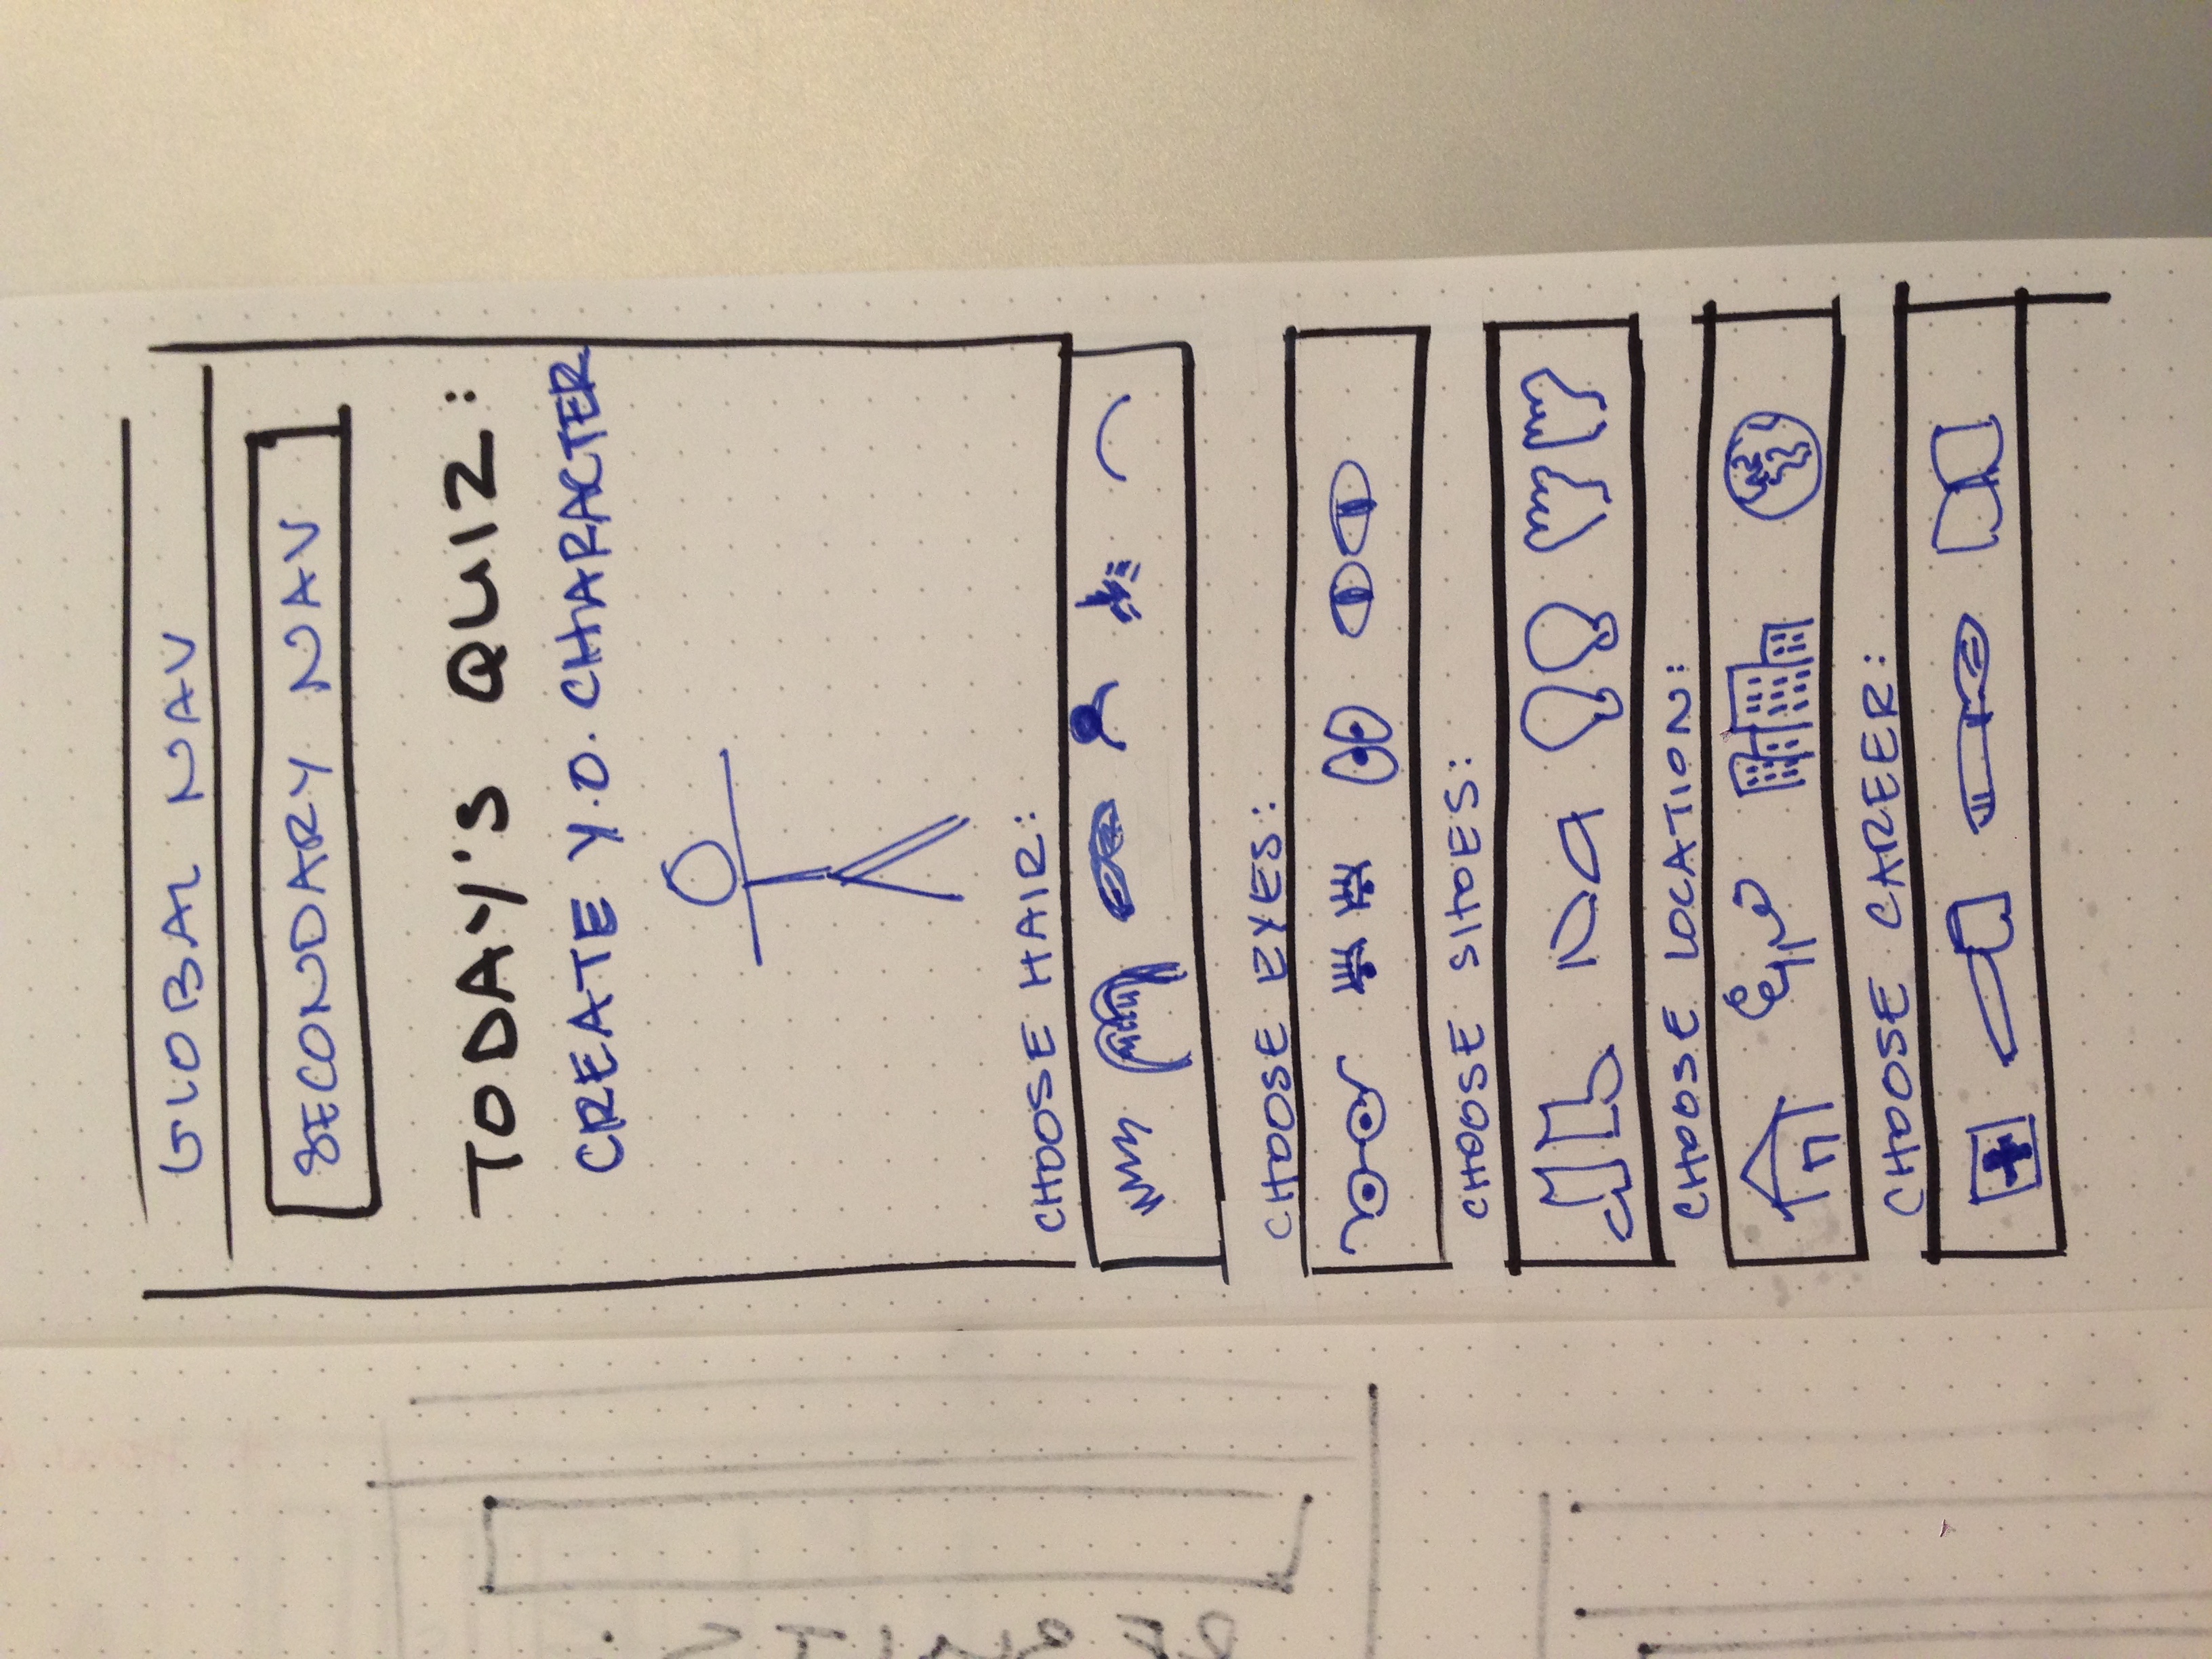 GLOBAL NAV
SECONDARY NAV
TODAY'S QUIZ:
CREATE Y.O. CHARACTER
CHOOSE HAIR:
CHOOSE EYES:
CHOOSE SHOES:
CHOOSE LOCATION:
CHOOSE CAREER: